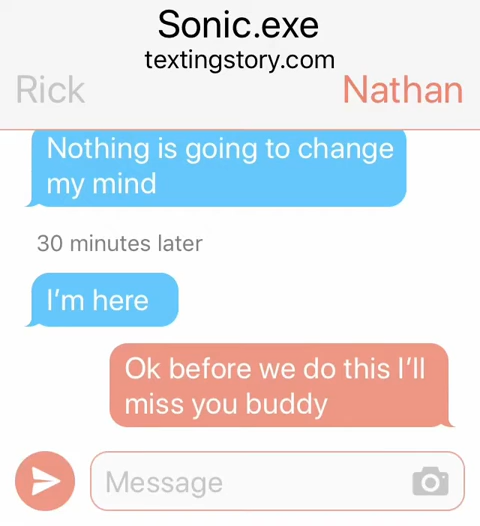 Sonic.exe
textingstory.com
Rick
Nathan
Nothing is going to change
my mind
30 minutes later
I’m here
Ok before we do this I’ll
miss you buddy
Message